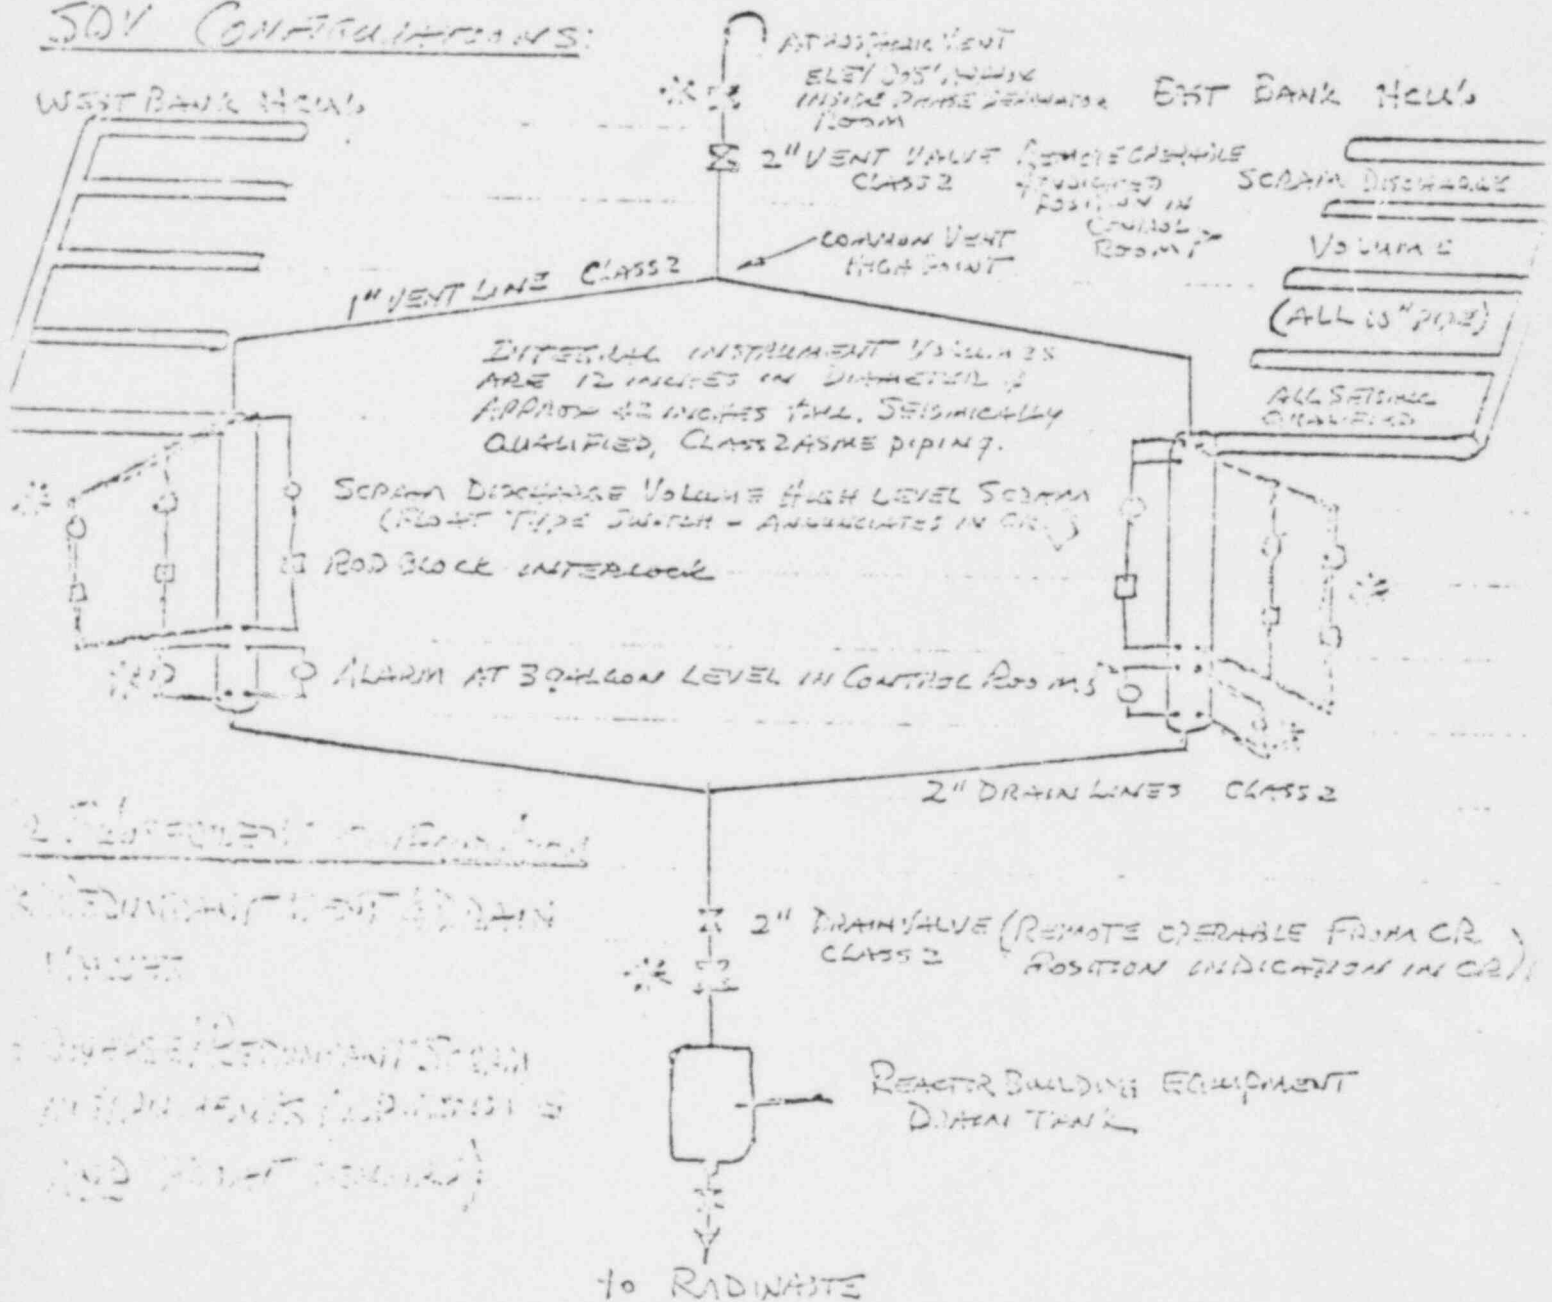 SDV CONFIGURATIONS:
WEST BANK HCU's
ATMOSPHERIC VENT
INSIDE PHASE SEPARATOR
ROOM
EAST BANK HCU's
2" VENT VALVE
CLASS 2
REMOTE OPERABLE
POSITION IN
CONTROL
ROOM
SCRAM DISCHARGE
VOLUME
(ALL 10" PIPE)
ALL SEISMIC
QUALIFIED
COMMON VENT
HIGH POINT
1" VENT LINE CLASS 2
INTEGRAL INSTRUMENT VOLUMES
ARE 12 INCHES IN DIAMETER &
APPROX 42 INCHES TALL. SEISMICALLY
QUALIFIED, CLASS 2 ASME PIPING.
SCRAM DISCHARGE VOLUME HIGH LEVEL SCRAM
(FLOAT TYPE SWITCH - ANNUNCIATES IN CR)
ROD BLOCK INTERLOCK
ALARM AT 3 GALLON LEVEL IN CONTROL ROOM
2" DRAIN LINES CLASS 2
REDUNDANT VENT & DRAIN
2" DRAIN VALVE (REMOTE OPERABLE FROM CR
CLASS 2 POSITION INDICATION IN CR)
REACTOR BUILDING EQUIPMENT
DRAIN TANK
to RADWASTE